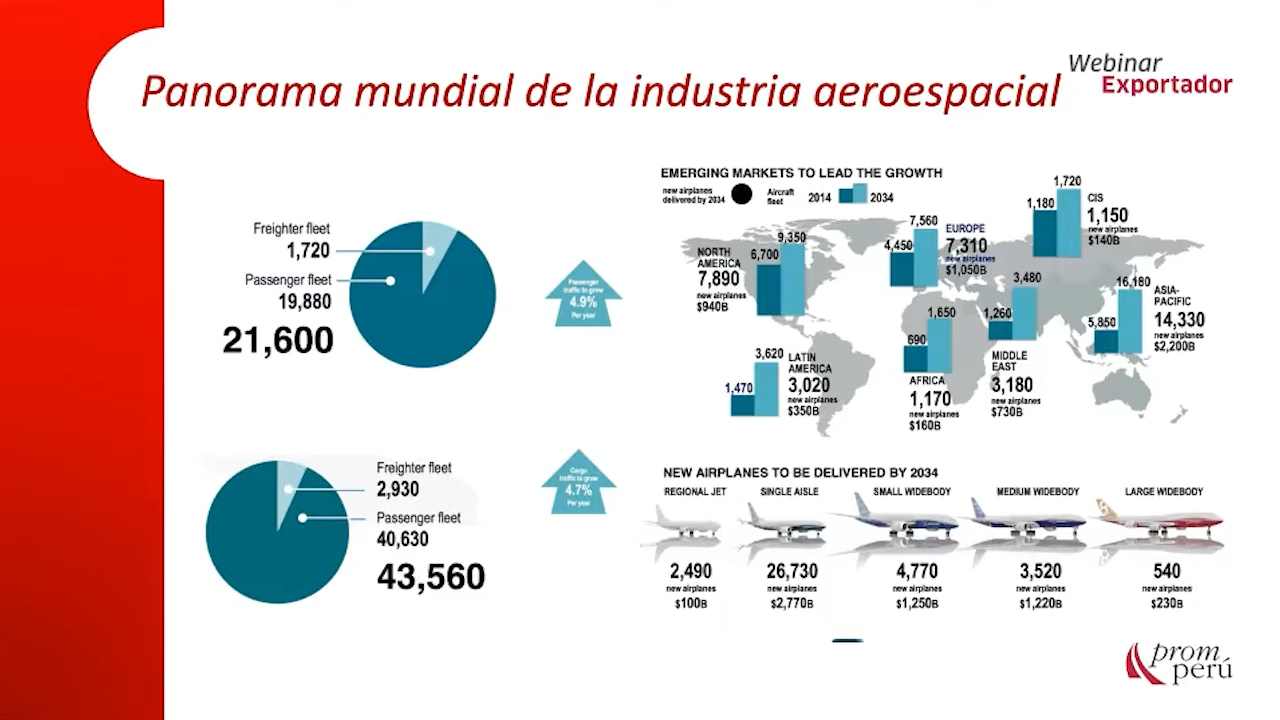 Panorama mundial de la industria aeroespacial
Webinar
Exportador
Freighter fleet
1,720
Passenger fleet
19,880
21,600
Passenger
traffic to grow
4.9%
Per year
Freighter fleet
2,930
Passenger fleet
40,630
43,560
Cargo
traffic to grow
4.7%
Per year
EMERGING MARKETS TO LEAD THE GROWTH
new airplanes
delivered by 2034
Aircraft
fleet
2014
2034
NORTH
AMERICA
7,890
new airplanes
$940B
6,700
9,350
4,450
7,560
EUROPE
7,310
new airplanes
$1,050B
1,180
1,720
CIS
1,150
new airplanes
$140B
1,470
3,620
LATIN
AMERICA
3,020
new airplanes
$350B
690
1,650
AFRICA
1,170
new airplanes
$160B
1,260
3,480
MIDDLE
EAST
3,180
new airplanes
$730B
5,850
16,180
ASIA-
PACIFIC
14,330
new airplanes
$2,200B
NEW AIRPLANES TO BE DELIVERED BY 2034
REGIONAL JET
2,490
new airplanes
$100B
SINGLE AISLE
26,730
new airplanes
$2,770B
SMALL WIDEBODY
4,770
new airplanes
$1,250B
MEDIUM WIDEBODY
3,520
new airplanes
$1,220B
LARGE WIDEBODY
540
new airplanes
$230B
prom
perú